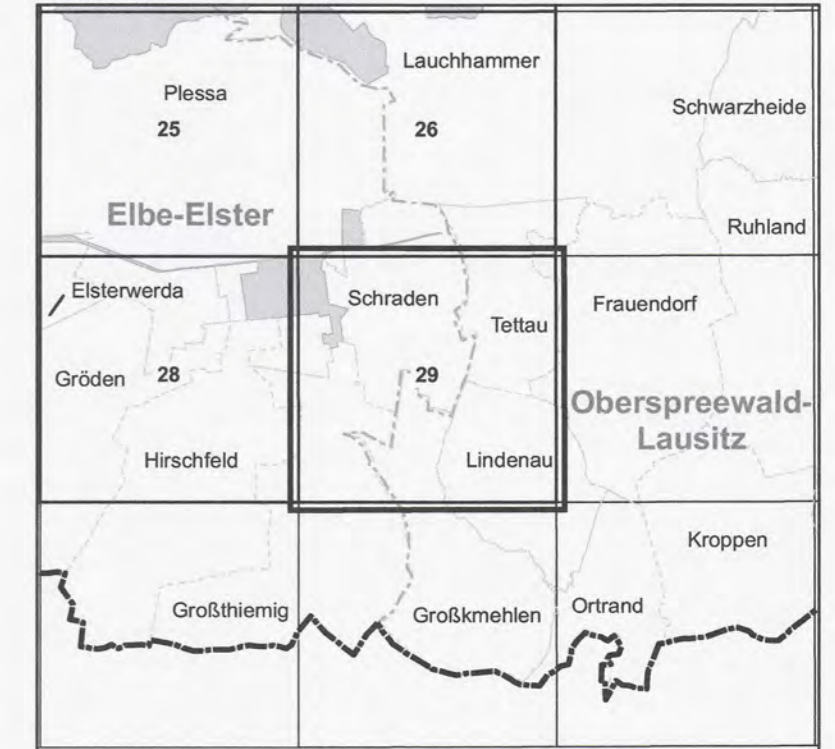 Lauchhammer
Plessa
Schwarzheide
25
26
Elbe-Elster
Ruhland
Elsterwerda
Schraden
Frauendorf
Tettau
Gröden
28
29
Oberspreewald-
Lausitz
Hirschfeld
Lindenau
Kroppen
Großthiemig
Großkmehlen
Ortrand